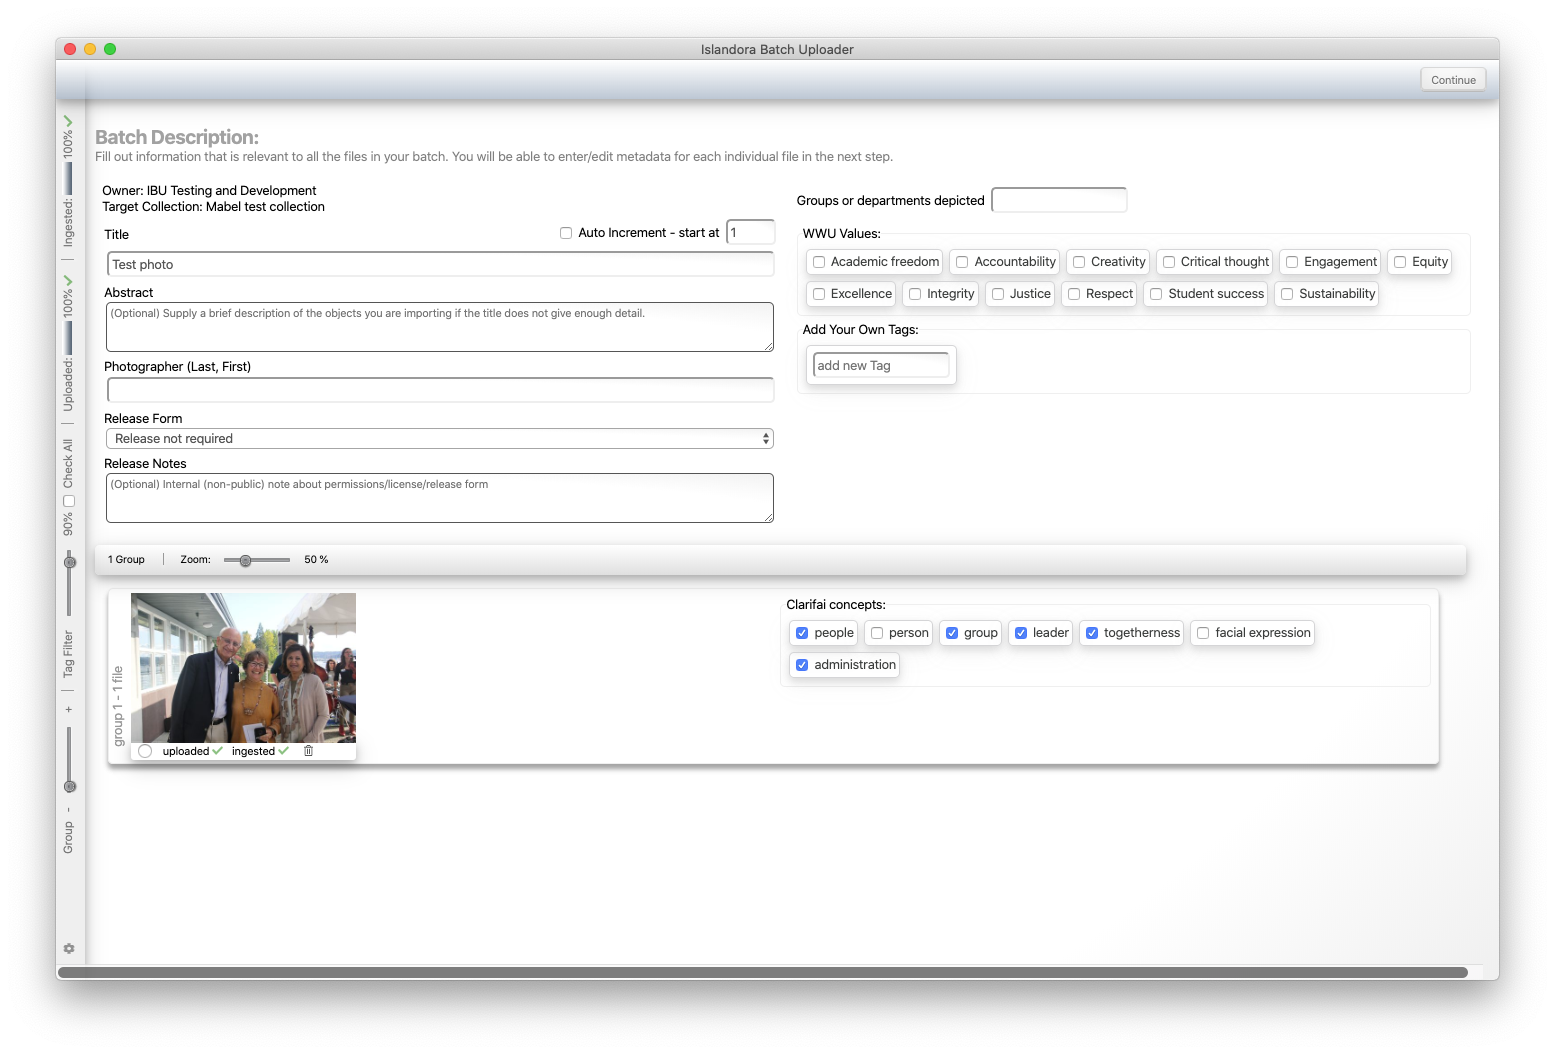 Islandora Batch Uploader
Continue
Ingested: 100%
Uploaded: 100%
Check All
90%
Tag Filter
+
-
Group
Batch Description:
Fill out information that is relevant to all the files in your batch. You will be able to enter/edit metadata for each individual file in the next step.
Owner: IBU Testing and Development
Target Collection: Mabel test collection
Title
Auto Increment - start at 1
Test photo
Abstract
(Optional) Supply a brief description of the objects you are importing if the title does not give enough detail.
Photographer (Last, First)
Release Form
Release not required
Release Notes
(Optional) Internal (non-public) note about permissions/license/release form
Groups or departments depicted
WWU Values:
Academic freedom Accountability Creativity Critical thought Engagement Equity
Excellence Integrity Justice Respect Student success Sustainability
Add Your Own Tags:
add new Tag
1 Group Zoom: 50 %
group 1 - 1 file
uploaded ingested
Clarifai concepts:
people person group leader togetherness facial expression
administration